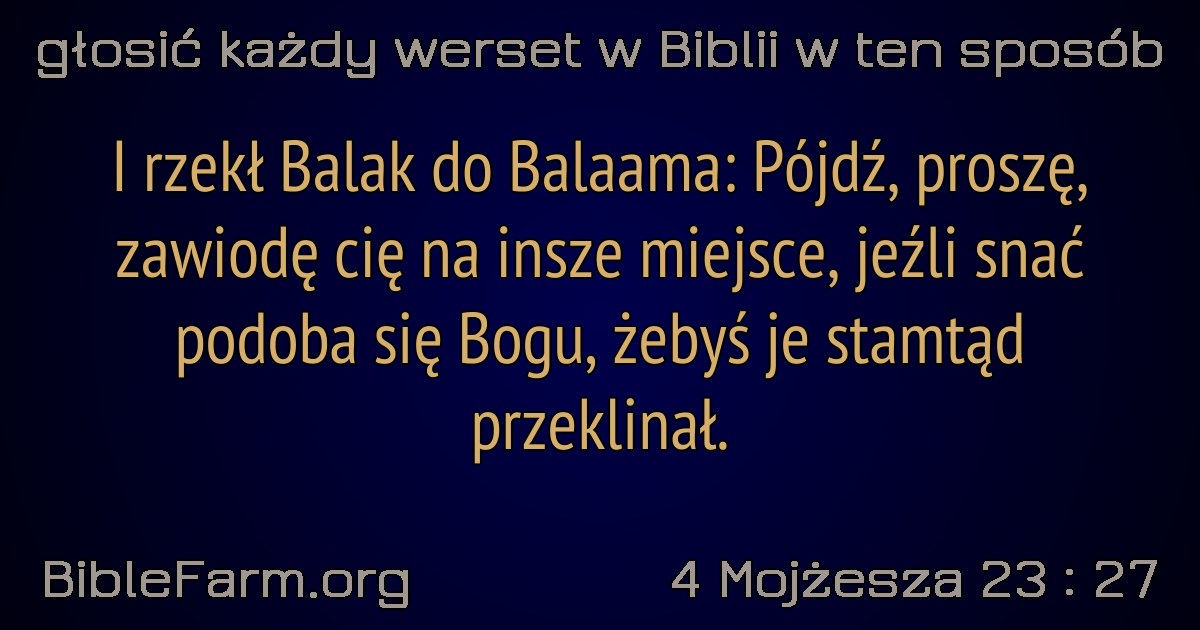 głosić każdy werset w Biblii w ten sposób
I rzekł Balak do Balaama: Pójdź, proszę,
zawiodę cię na insze miejsce, jeźli snać
podoba się Bogu, żebyś je stamtąd
przeklinał.
BibleFarm.org
4 Mojżesza 23 : 27